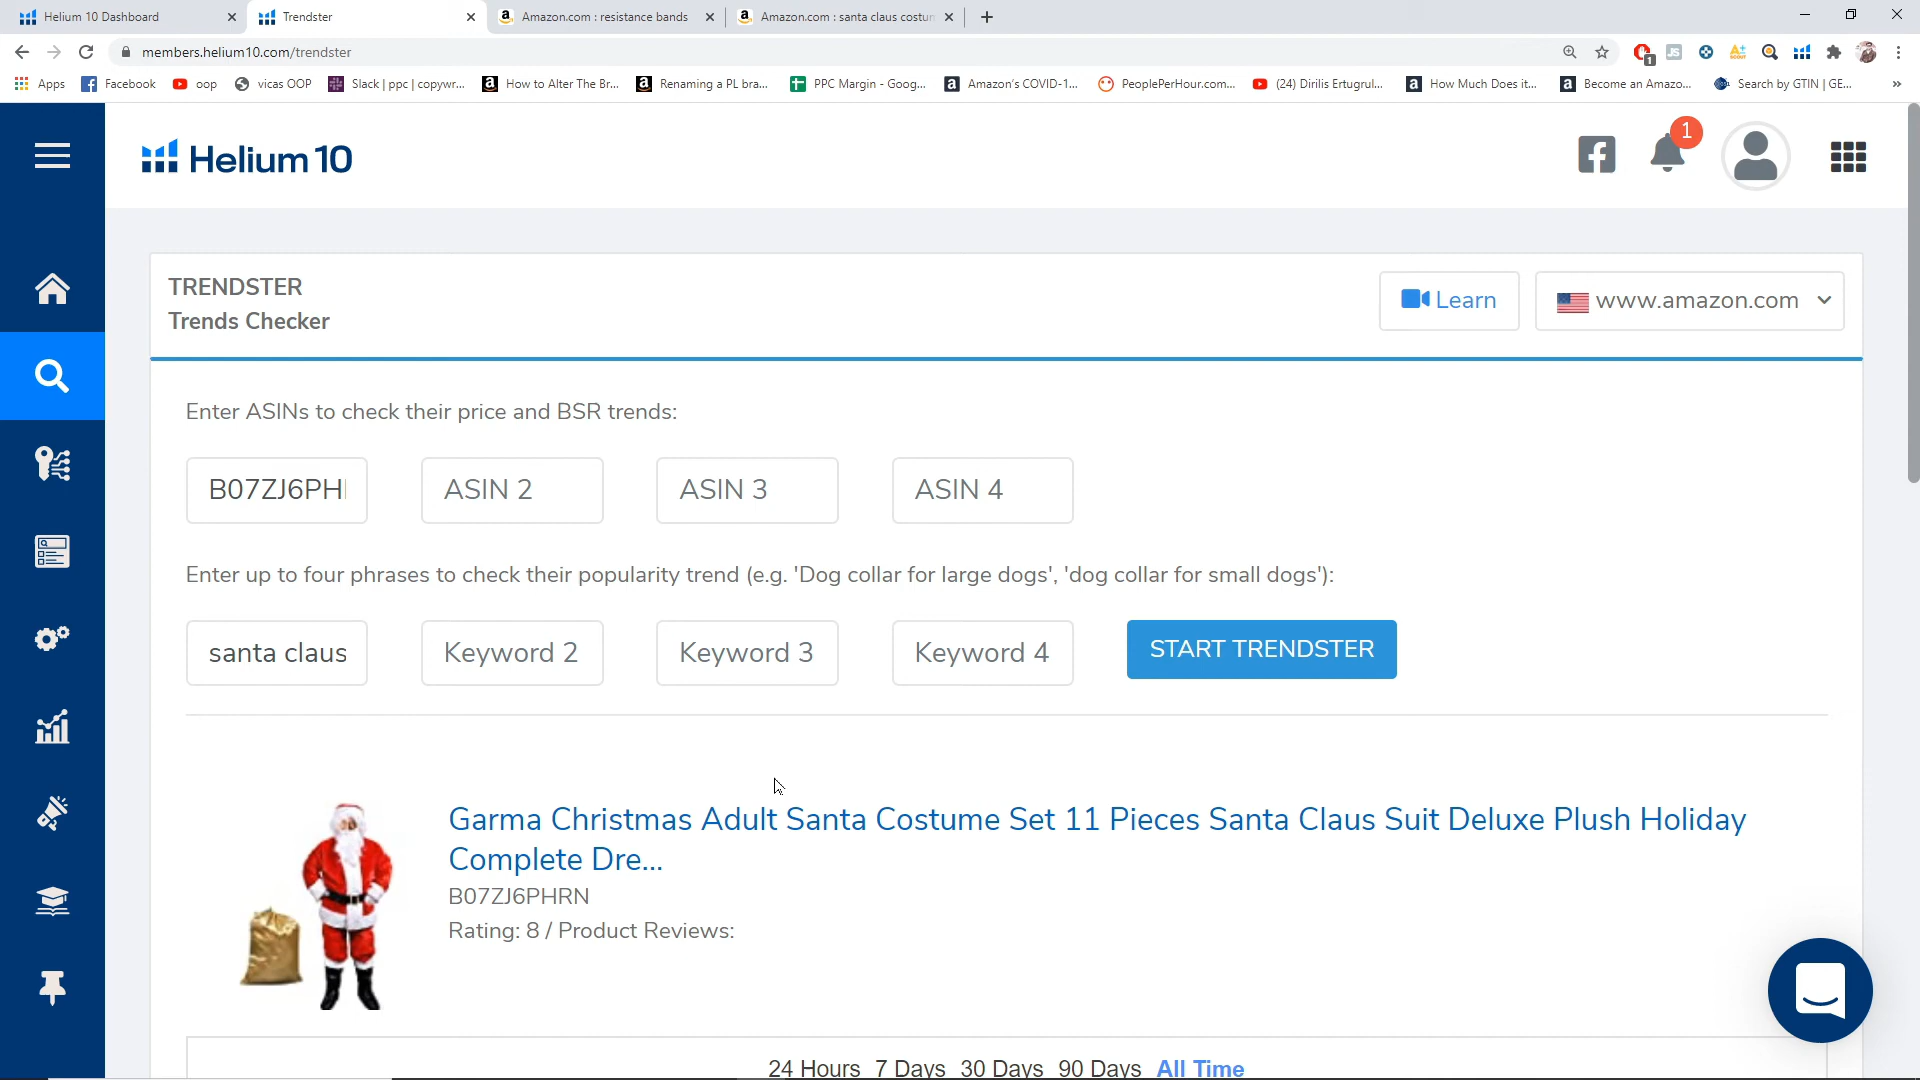 Helium 10 Dashboard
Trendster
Amazon.com : resistance bands
Amazon.com : santa claus costum
members.helium10.com/trendster
Apps
Facebook
oop
vicas OOP
Slack | ppc | copywr...
How to Alter The Br...
Renaming a PL bra...
PPC Margin - Goog...
Amazon's COVID-1...
PeoplePerHour.com...
(24) Dirilis Ertugrul...
How Much Does it...
Become an Amazo...
Search by GTIN | GE...
»
1
Helium 10
1
TRENDSTER
Trends Checker
Learn
www.amazon.com
Enter ASINs to check their price and BSR trends:
B07ZJ6PH
ASIN 2
ASIN 3
ASIN 4
Enter up to four phrases to check their popularity trend (e.g. 'Dog collar for large dogs', 'dog collar for small dogs'):
santa claus
Keyword 2
Keyword 3
Keyword 4
START TRENDSTER
Garma Christmas Adult Santa Costume Set 11 Pieces Santa Claus Suit Deluxe Plush Holiday
Complete Dre...
B07ZJ6PHRN
Rating: 8 / Product Reviews:
24 Hours 7 Days 30 Days 90 Days All Time